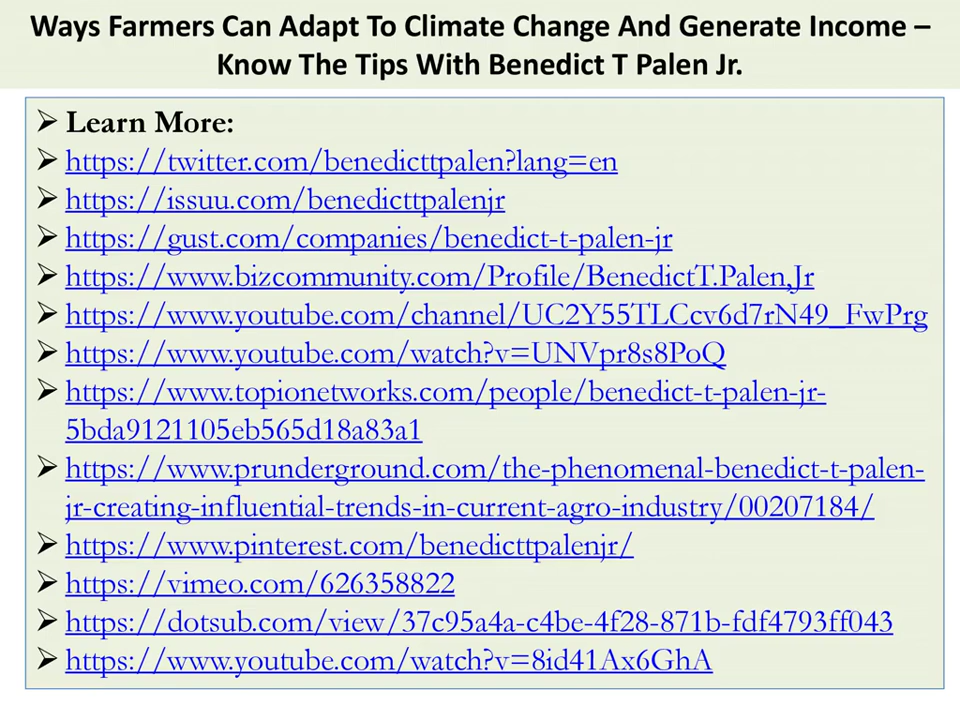 Ways Farmers Can Adapt To Climate Change And Generate Income –
Know The Tips With Benedict T Palen Jr.
➢ Learn More:
➢ https://twitter.com/benedicttpalen?lang=en
➢ https://issuu.com/benedicttpalenjr
➢ https://gust.com/companies/benedict-t-palen-jr
➢ https://www.bizcommunity.com/Profile/BenedictT.Palen,Jr
➢ https://www.youtube.com/channel/UC2Y55TLCcv6d7rN49_FwPrg
➢ https://www.youtube.com/watch?v=UNVpr8s8PoQ
➢ https://www.topionetworks.com/people/benedict-t-palen-jr-
5bda9121105eb565d18a83a1
➢ https://www.prunderground.com/the-phenomenal-benedict-t-palen-
jr-creating-influential-trends-in-current-agro-industry/00207184/
➢ https://www.pinterest.com/benedicttpalenjr/
➢ https://vimeo.com/626358822
➢ https://dotsub.com/view/37c95a4a-c4be-4f28-871b-fdf4793ff043
➢ https://www.youtube.com/watch?v=8id41Ax6GhA